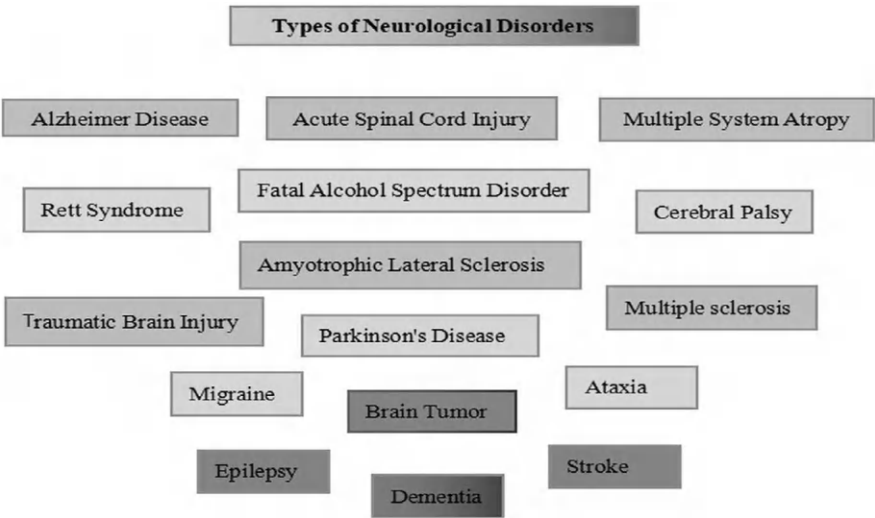 Types of Neurological Disorders
Alzheimer Disease
Acute Spinal Cord Injury
Multiple System Atropy
Rett Syndrome
Fatal Alcohol Spectrum Disorder
Cerebral Palsy
Amyotrophic Lateral Sclerosis
Traumatic Brain Injury
Multiple sclerosis
Parkinson's Disease
Migraine
Brain Tumor
Ataxia
Epilepsy
Stroke
Dementia